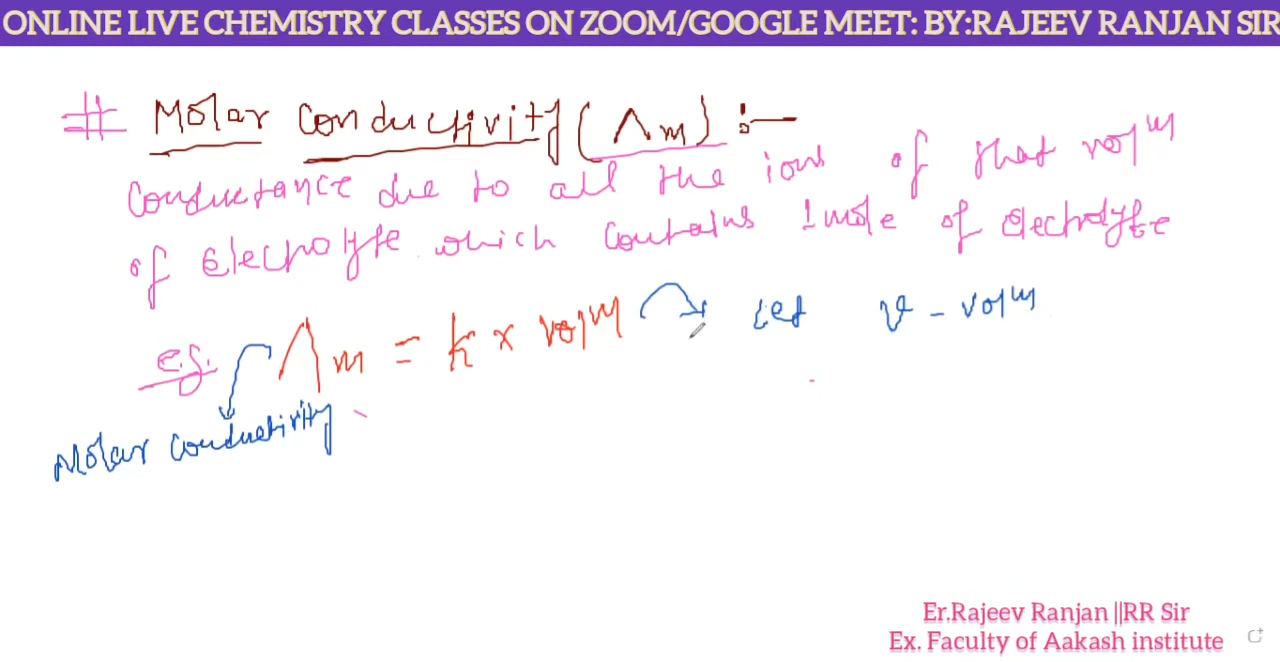 ONLINE LIVE CHEMISTRY CLASSES ON ZOOM/GOOGLE MEET: BY:RAJEEV RANJAN SIR
# Molar Conductivity (Λm) :-
Conductance due to all the ions of that volm
of Electrolyte which contains 1 mole of Electrolyte
e.g. Λm = k × volm let v - volm
Molar Conductivity
Er.Rajeev Ranjan ||RR Sir
Ex. Faculty of Aakash institute